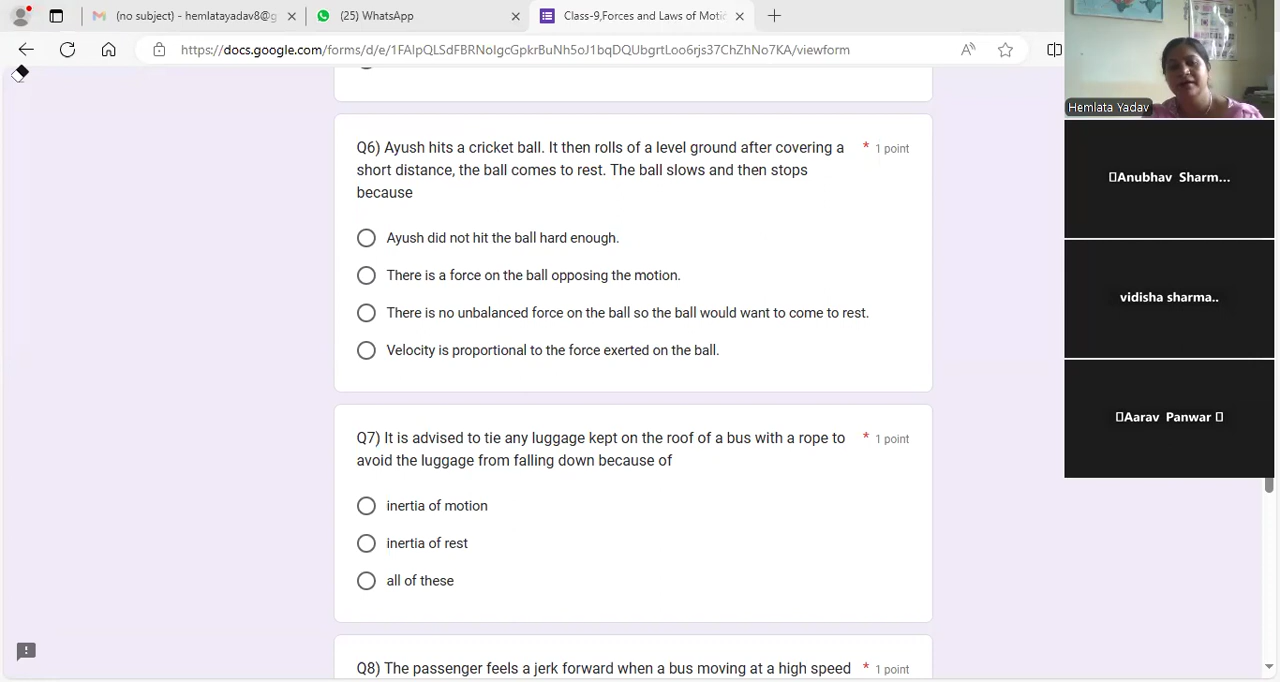 (no subject) - hemlatayadav8@g
(25) WhatsApp
Class-9,Forces and Laws of Motio
https://docs.google.com/forms/d/e/1FAIpQLSdFBRNolgcGpkrBuNh5oJ1bqDQUbgrtLoo6rjs37ChZhNo7KA/viewform
Hemlata Yadav
Anubhav Sharm...
vidisha sharma..
Aarav Panwar
Q6) Ayush hits a cricket ball. It then rolls of a level ground after covering a
* 1 point
short distance, the ball comes to rest. The ball slows and then stops
because
Ayush did not hit the ball hard enough.
There is a force on the ball opposing the motion.
There is no unbalanced force on the ball so the ball would want to come to rest.
Velocity is proportional to the force exerted on the ball.
Q7) It is advised to tie any luggage kept on the roof of a bus with a rope to
* 1 point
avoid the luggage from falling down because of
inertia of motion
inertia of rest
all of these
Q8) The passenger feels a jerk forward when a bus moving at a high speed
* 1 point